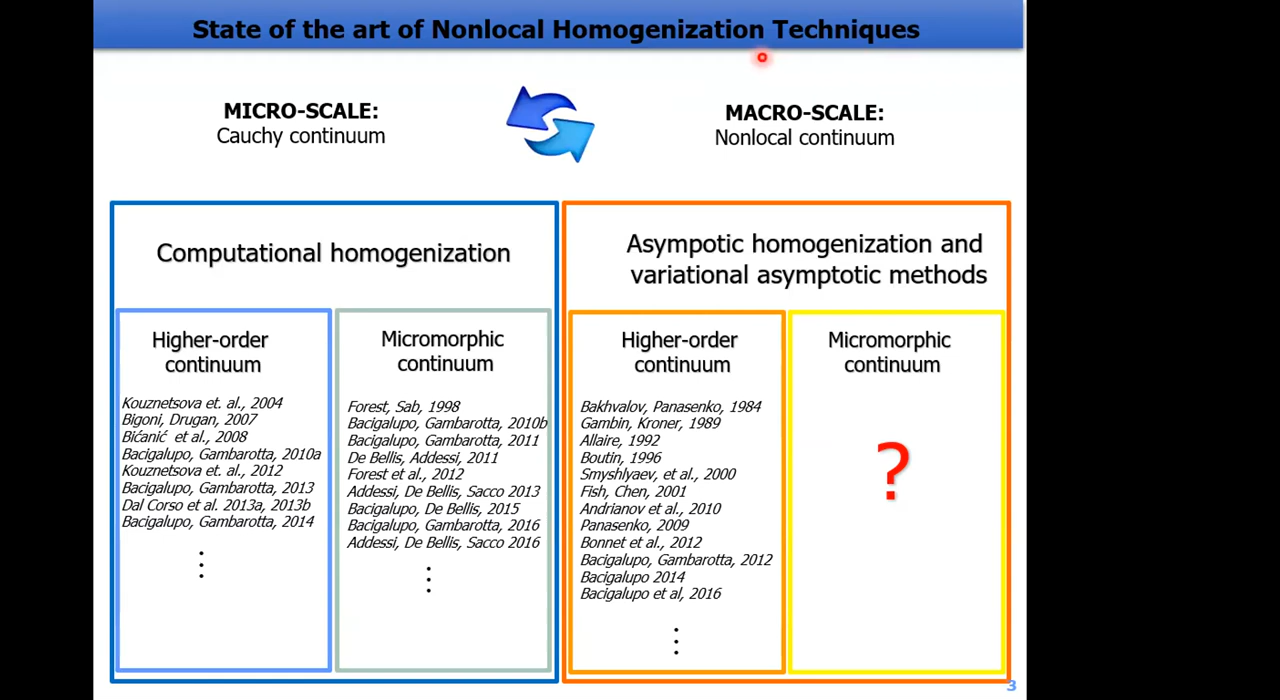 State of the art of Nonlocal Homogenization Techniques
MICRO-SCALE:
Cauchy continuum
MACRO-SCALE:
Nonlocal continuum
Computational homogenization
Higher-order
continuum
Kouznetsova et. al., 2004
Bigoni, Drugan, 2007
Bićanić et al., 2008
Bacigalupo, Gambarotta, 2010a
Kouznetsova et. al., 2012
Bacigalupo, Gambarotta, 2013
Dal Corso et al. 2013a, 2013b
Bacigalupo, Gambarotta, 2014
Micromorphic
continuum
Forest, Sab, 1998
Bacigalupo, Gambarotta, 2010b
Bacigalupo, Gambarotta, 2011
De Bellis, Addessi, 2011
Forest et al., 2012
Addessi, De Bellis, Sacco 2013
Bacigalupo, De Bellis, 2015
Bacigalupo, Gambarotta, 2016
Addessi, De Bellis, Sacco 2016
Asympotic homogenization and
variational asymptotic methods
Higher-order
continuum
Bakhvalov, Panasenko, 1984
Gambin, Kroner, 1989
Allaire, 1992
Boutin, 1996
Smyshlyaev, et al., 2000
Fish, Chen, 2001
Andrianov et al., 2010
Panasenko, 2009
Bonnet et al., 2012
Bacigalupo, Gambarotta, 2012
Bacigalupo 2014
Bacigalupo et al, 2016
Micromorphic
continuum
?
3